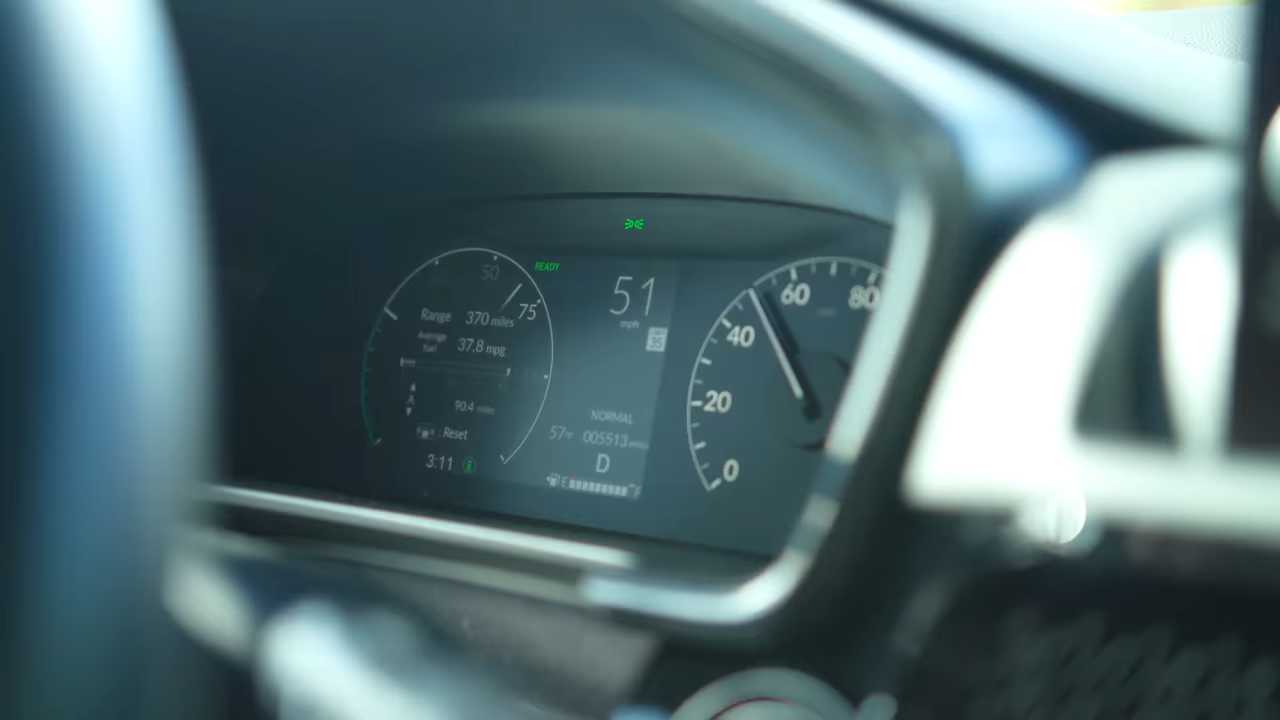 READY
50
75
Range 370 miles
Average
Fuel 37.8 mpg
A
90.4 miles
: Reset
3:11
51
mph
35
NORMAL
57°F 005513 miles
D
E
0
20
40
60
80